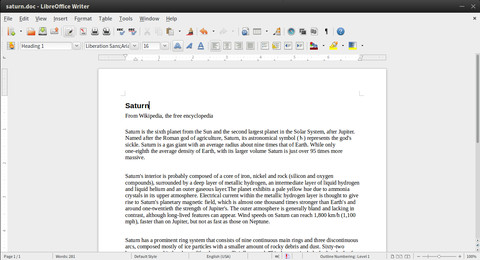 saturn.doc - LibreOffice Writer
File Edit View Insert Format Table Tools Window Help
Heading 1 Liberation Sans;Arial 16
Saturn
From Wikipedia, the free encyclopedia
Saturn is the sixth planet from the Sun and the second largest planet in the Solar System, after Jupiter.
Named after the Roman god of agriculture, Saturn, its astronomical symbol (♄) represents the god's
sickle. Saturn is a gas giant with an average radius about nine times that of Earth. While only
one-eighth the average density of Earth, with its larger volume Saturn is just over 95 times more
massive.
Saturn's interior is probably composed of a core of iron, nickel and rock (silicon and oxygen
compounds), surrounded by a deep layer of metallic hydrogen, an intermediate layer of liquid hydrogen
and liquid helium and an outer gaseous layer.The planet exhibits a pale yellow hue due to ammonia
crystals in its upper atmosphere. Electrical current within the metallic hydrogen layer is thought to give
rise to Saturn's planetary magnetic field, which is almost one thousand times stronger than Earth's and
around one-twentieth the strength of Jupiter's. The outer atmosphere is generally bland and lacking in
contrast, although long-lived features can appear. Wind speeds on Saturn can reach 1,800 km/h (1,100
mph), faster than on Jupiter, but not as fast as those on Neptune.
Saturn has a prominent ring system that consists of nine continuous main rings and three discontinuous
arcs, composed mostly of ice particles with a smaller amount of rocky debris and dust. Sixty-two
Page 1 / 1 Words: 281 Default Style English (USA) Outline Numbering: Level 1 100%